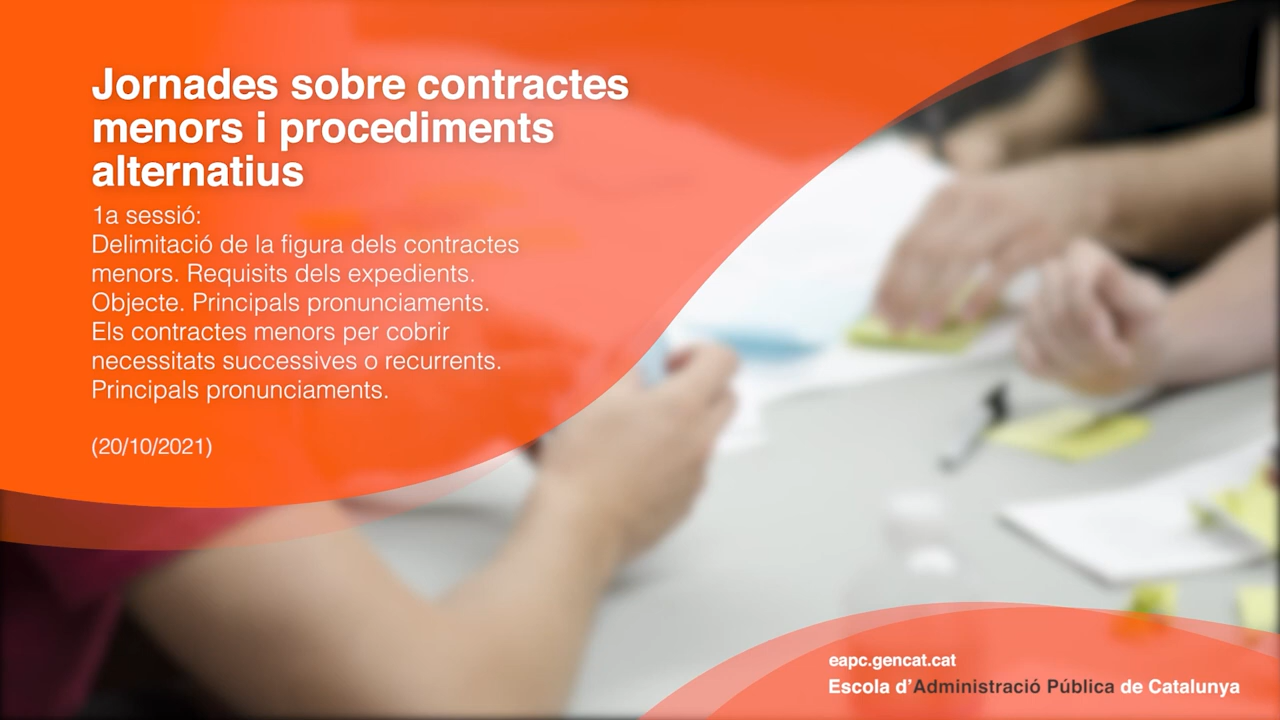 Jornades sobre contractes
menors i procediments
alternatius
1a sessió:
Delimitació de la figura dels contractes
menors. Requisits dels expedients.
Objecte. Principals pronunciaments.
Els contractes menors per cobrir
necessitats successives o recurrents.
Principals pronunciaments.
(20/10/2021)
eapc.gencat.cat
Escola d'Administració Pública de Catalunya